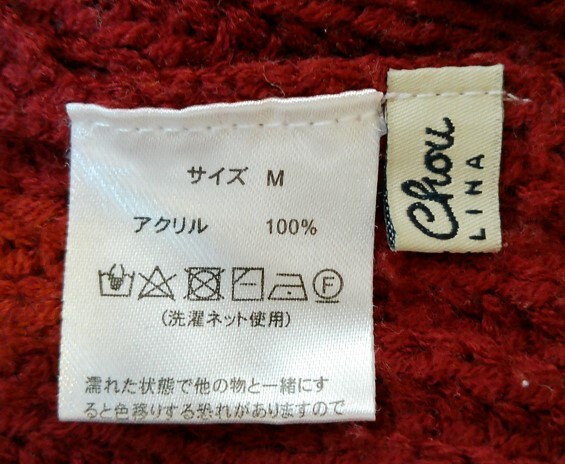 サイズ M
アクリル 100%
F
(洗濯ネット使用)
濡れた状態で他の物と一緒にす
ると色移りする恐れがありますので
Chou
LINA